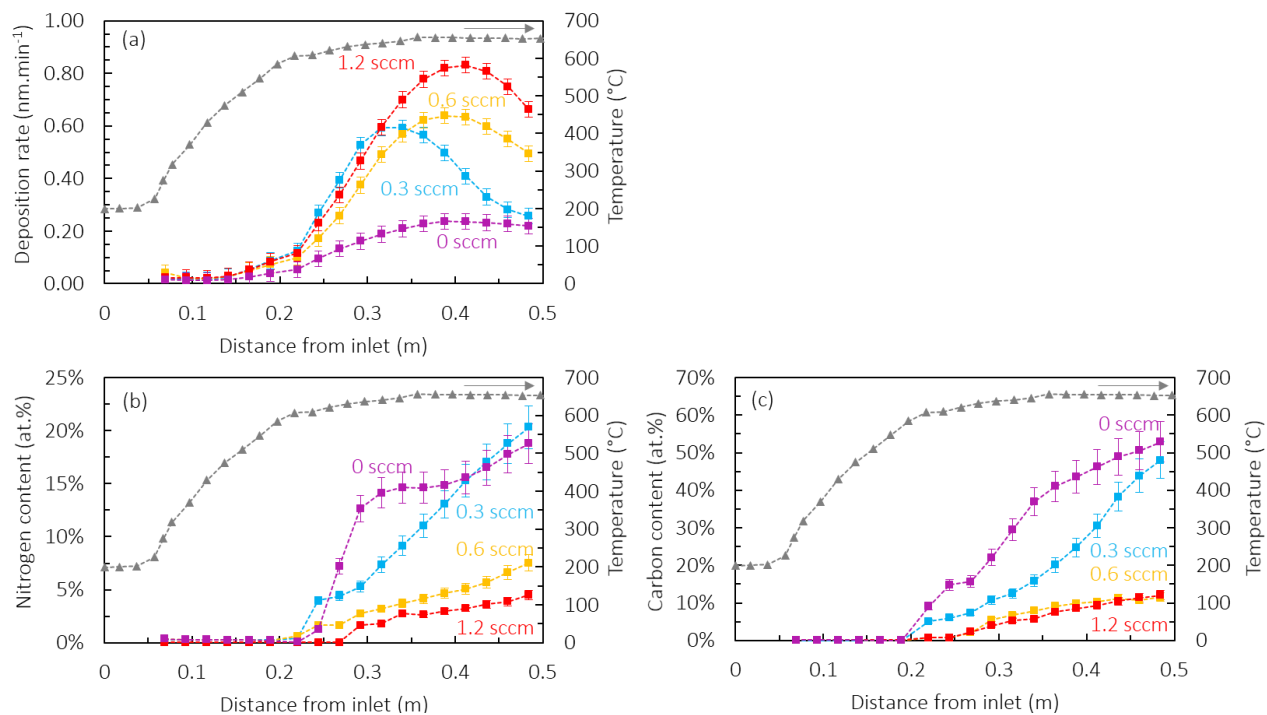 (a)
Deposition rate (nm.min-1)
1.00
0.80
0.60
0.40
0.20
0.00
700
600
500
400
300
200
100
0
Temperature (°C)
1.2 sccm
0.6 sccm
0.3 sccm
0 sccm
0 0.1 0.2 0.3 0.4 0.5
Distance from inlet (m)
(b)
Nitrogen content (at.%)
25%
20%
15%
10%
5%
0%
700
600
500
400
300
200
100
0
Temperature (°C)
0 sccm
0.3 sccm
0.6 sccm
1.2 sccm
0 0.1 0.2 0.3 0.4 0.5
Distance from inlet (m)
(c)
Carbon content (at.%)
70%
60%
50%
40%
30%
20%
10%
0%
700
600
500
400
300
200
100
0
Temperature (°C)
0 sccm
0.3 sccm
0.6 sccm
1.2 sccm
0 0.1 0.2 0.3 0.4 0.5
Distance from inlet (m)